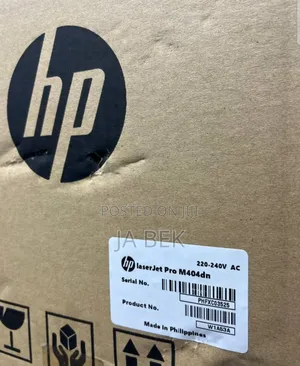 hp
POSTED ON JIJI
JA BEK
hp laserJet Pro M404dn
220-240V AC
Serial No.
PHPXC03525
Product No.
W1A53A
Made in Philippines